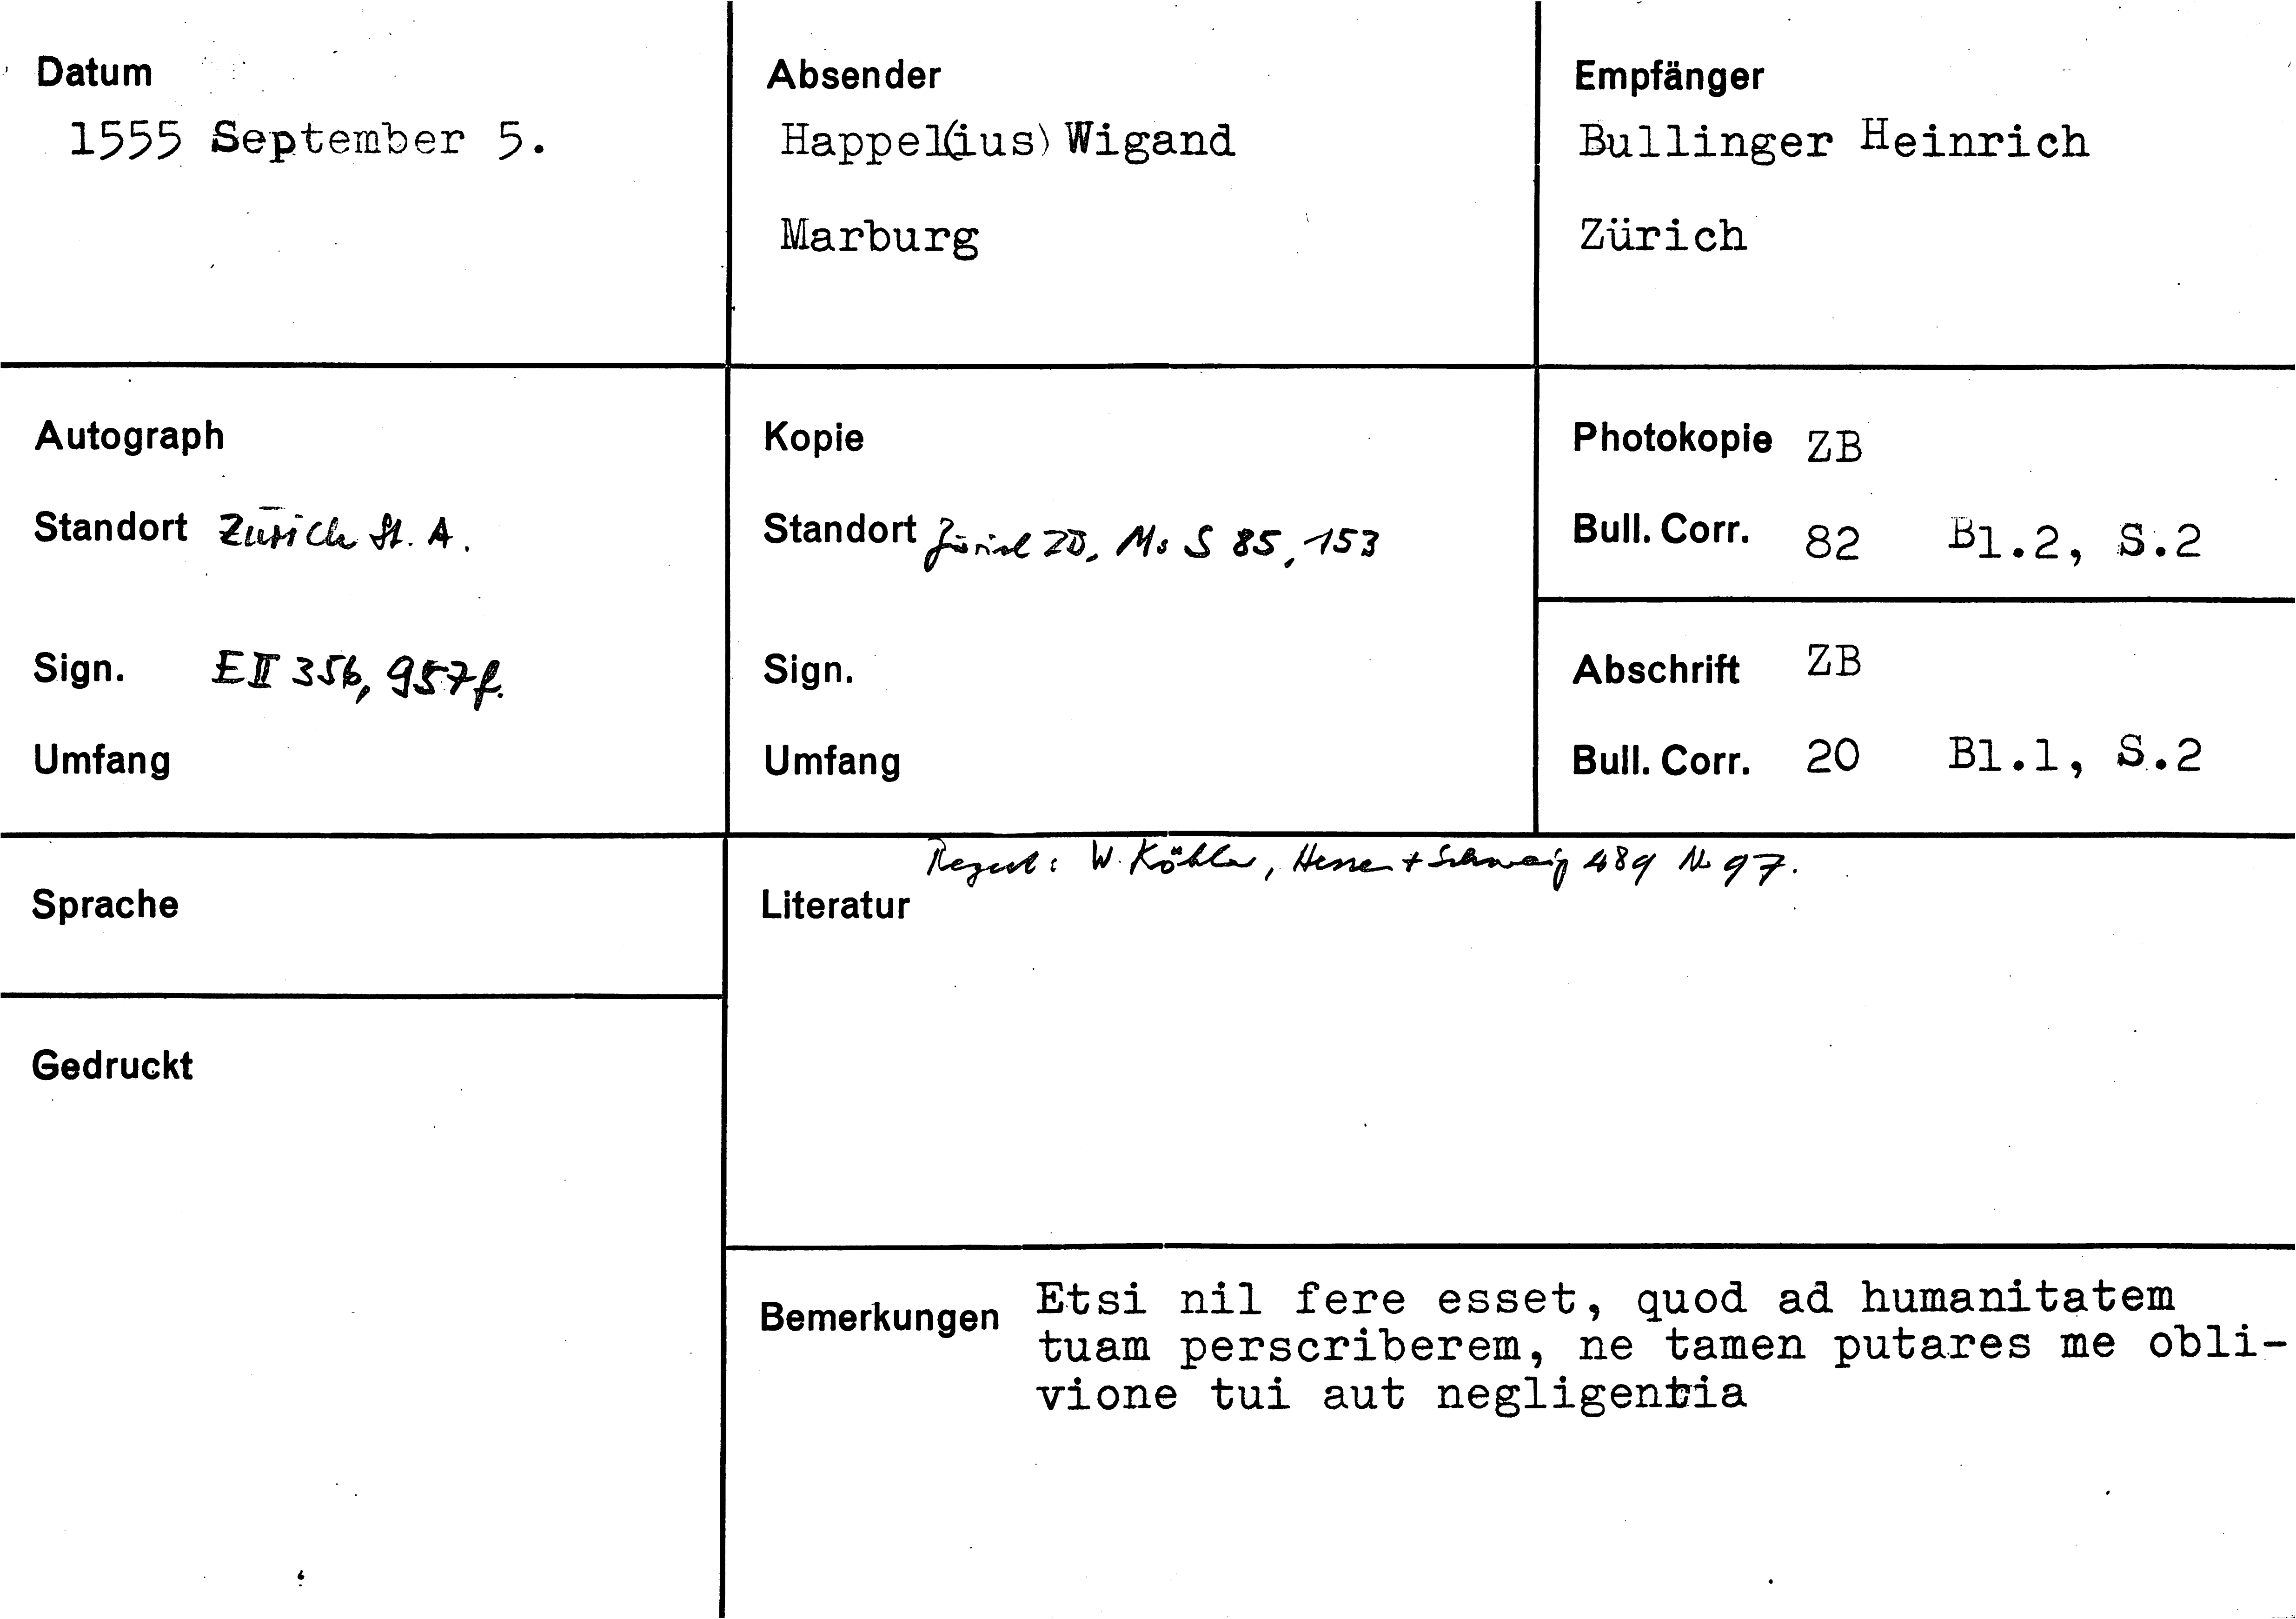 Datum
1555 September 5.
Absender
Happel(ius) Wigand
Marburg
Empfänger
Bullinger Heinrich
Zürich
Autograph
Standort Zürich St. A.
Sign. E II 356, 957f.
Umfang
Kopie
Standort Zürich ZB, Ms S 85, 153
Sign.
Umfang
Photokopie ZB
Bull. Corr. 82 Bl.2, S.2
Abschrift ZB
Bull. Corr. 20 Bl.1, S.2
Sprache
Gedruckt
Regest: W. Köhler, Hessen + Schweiz 489 Nr 97.
Literatur
Bemerkungen Etsi nil fere esset, quod ad humanitatem
tuam perscriberem, ne tamen putares me obli-
vione tui aut negligentia